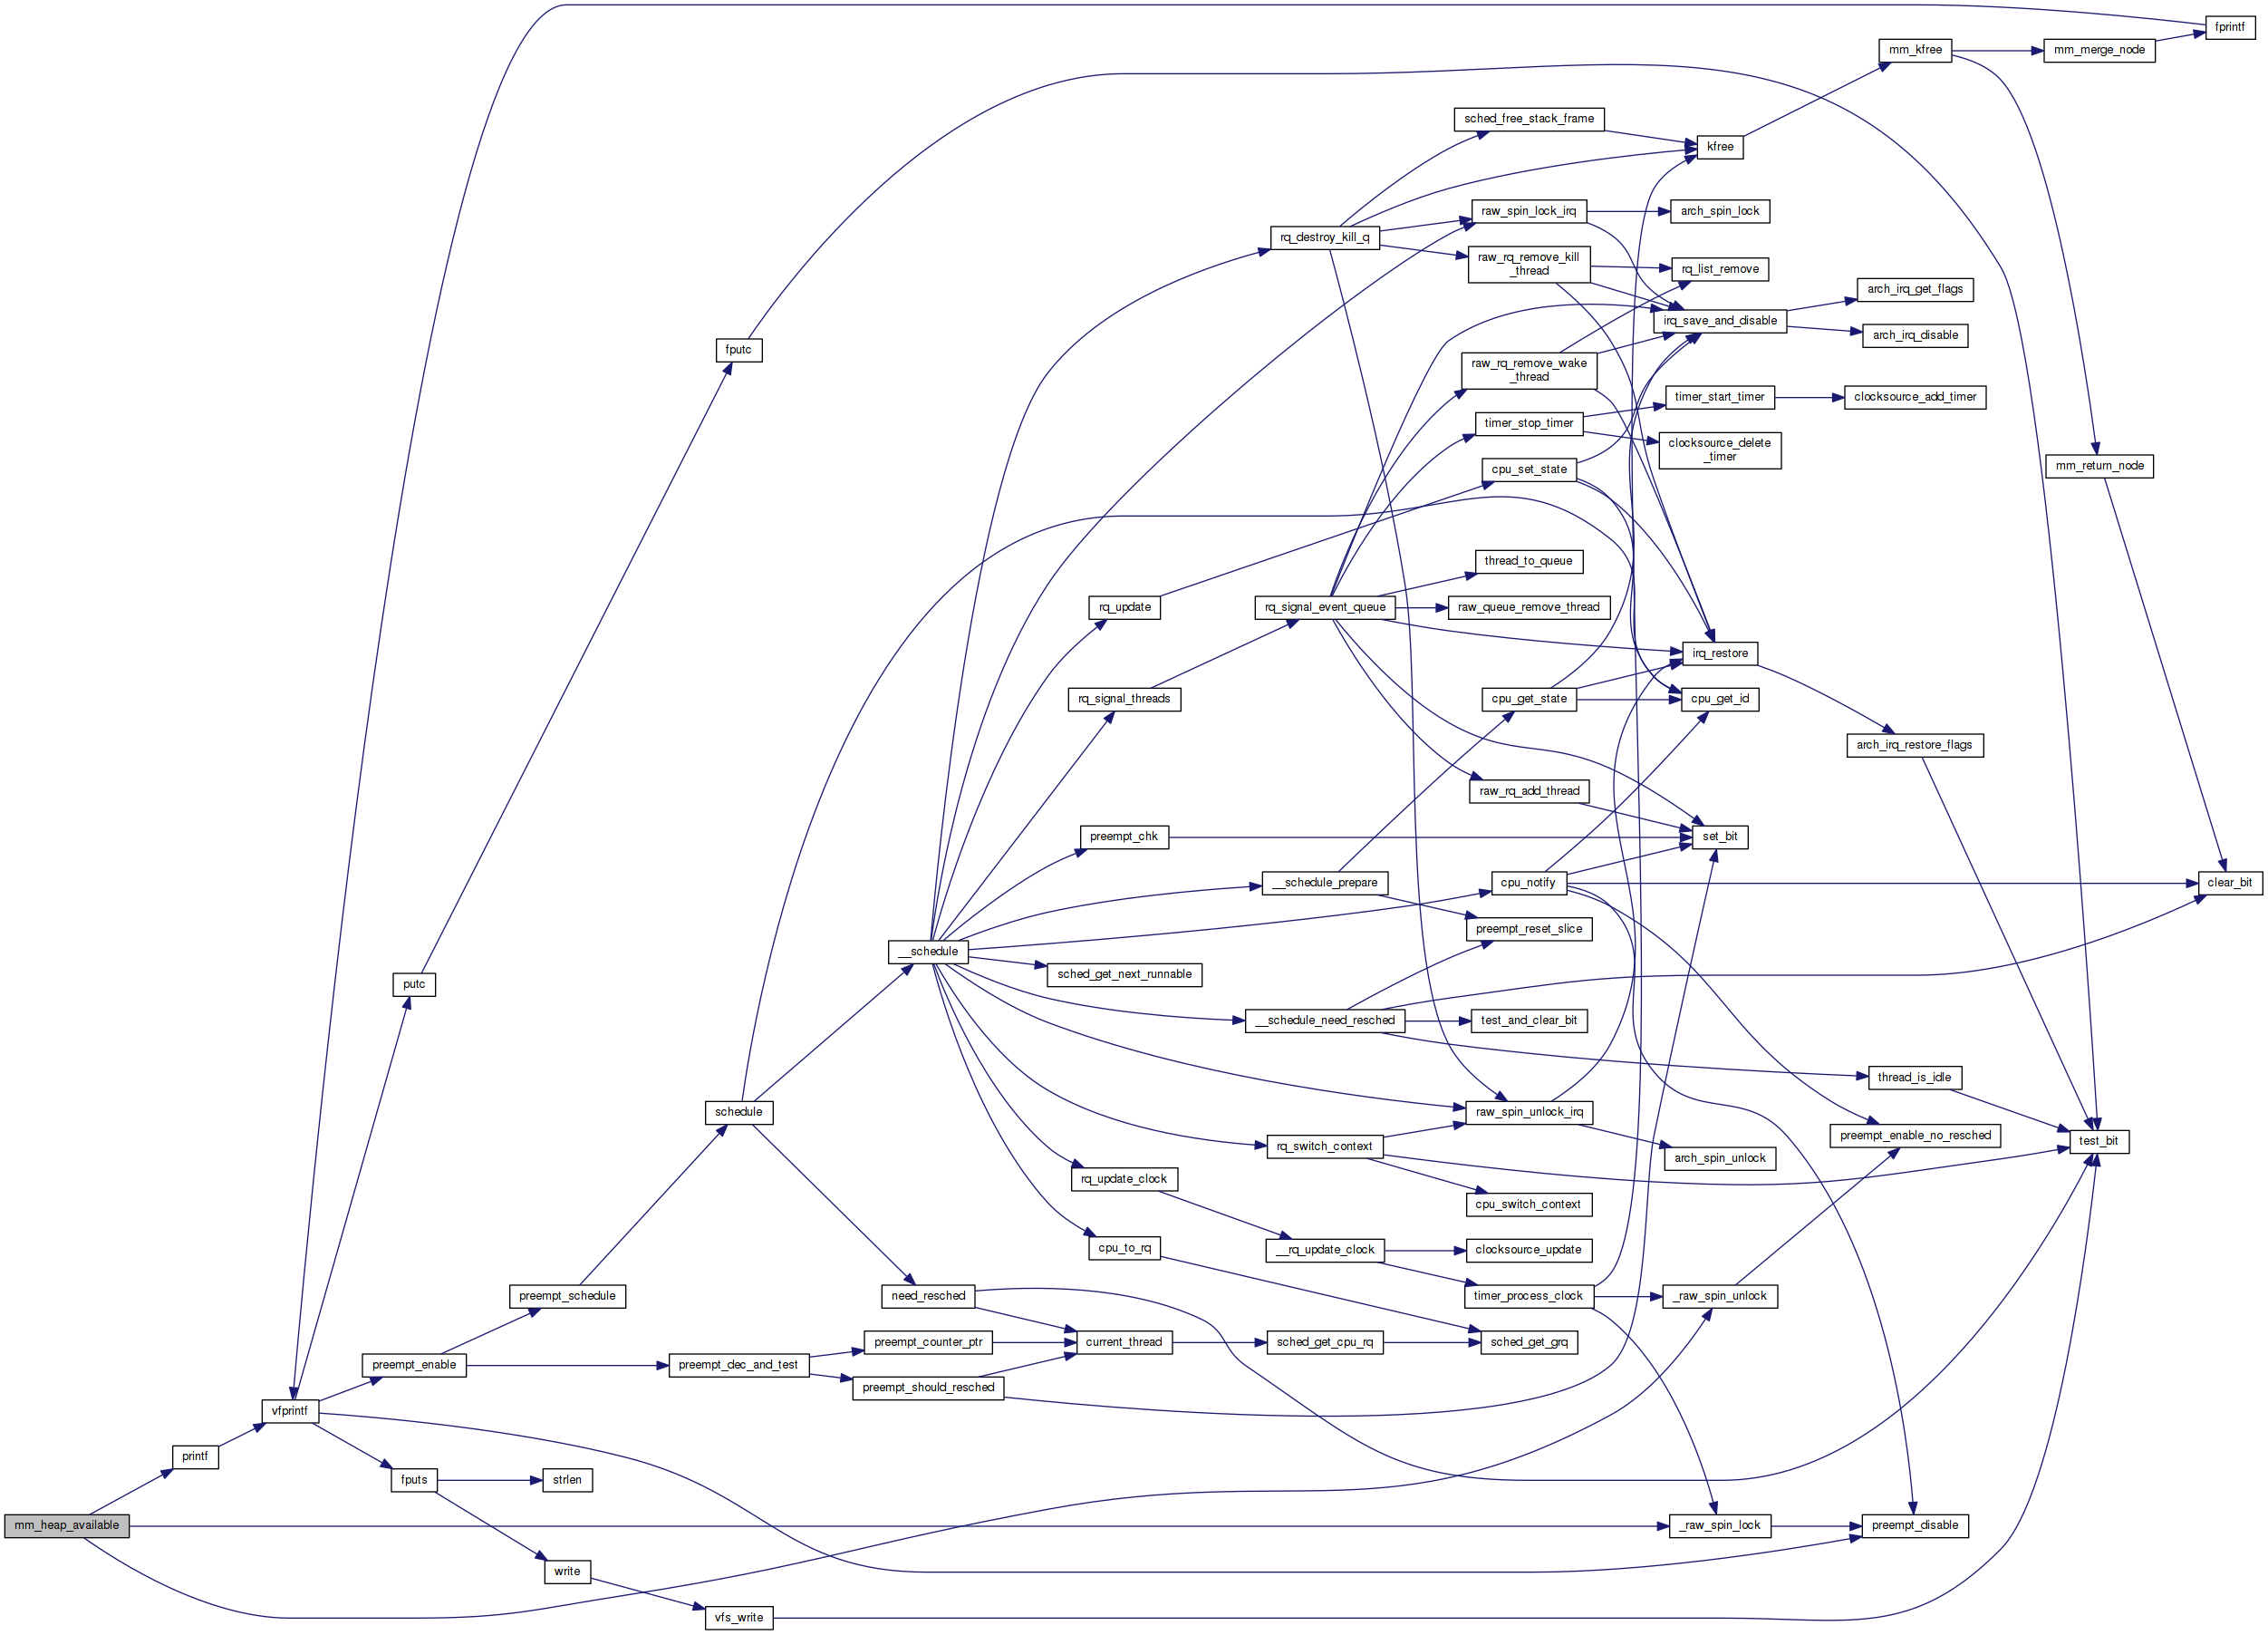 fprintf
mm_kfree
mm_merge_node
sched_free_stack_frame
kfree
raw_spin_lock_irq
arch_spin_lock
rq_destroy_kill_q
raw_rq_remove_kill
_thread
rq_list_remove
arch_irq_get_flags
irq_save_and_disable
arch_irq_disable
fputc
raw_rq_remove_wake
_thread
timer_start_timer
clocksource_add_timer
timer_stop_timer
clocksource_delete
_timer
cpu_set_state
mm_return_node
thread_to_queue
rq_update
rq_signal_event_queue
raw_queue_remove_thread
irq_restore
rq_signal_threads
cpu_get_state
cpu_get_id
arch_irq_restore_flags
raw_rq_add_thread
preempt_chk
set_bit
__schedule_prepare
cpu_notify
clear_bit
preempt_reset_slice
__schedule
sched_get_next_runnable
putc
__schedule_need_resched
test_and_clear_bit
thread_is_idle
schedule
raw_spin_unlock_irq
preempt_enable_no_resched
test_bit
rq_switch_context
arch_spin_unlock
rq_update_clock
cpu_switch_context
cpu_to_rq
__rq_update_clock
clocksource_update
preempt_schedule
need_resched
timer_process_clock
_raw_spin_unlock
preempt_counter_ptr
current_thread
sched_get_cpu_rq
sched_get_grq
preempt_enable
preempt_dec_and_test
preempt_should_resched
vfprintf
printf
fputs
strlen
mm_heap_available
_raw_spin_lock
preempt_disable
write
vfs_write